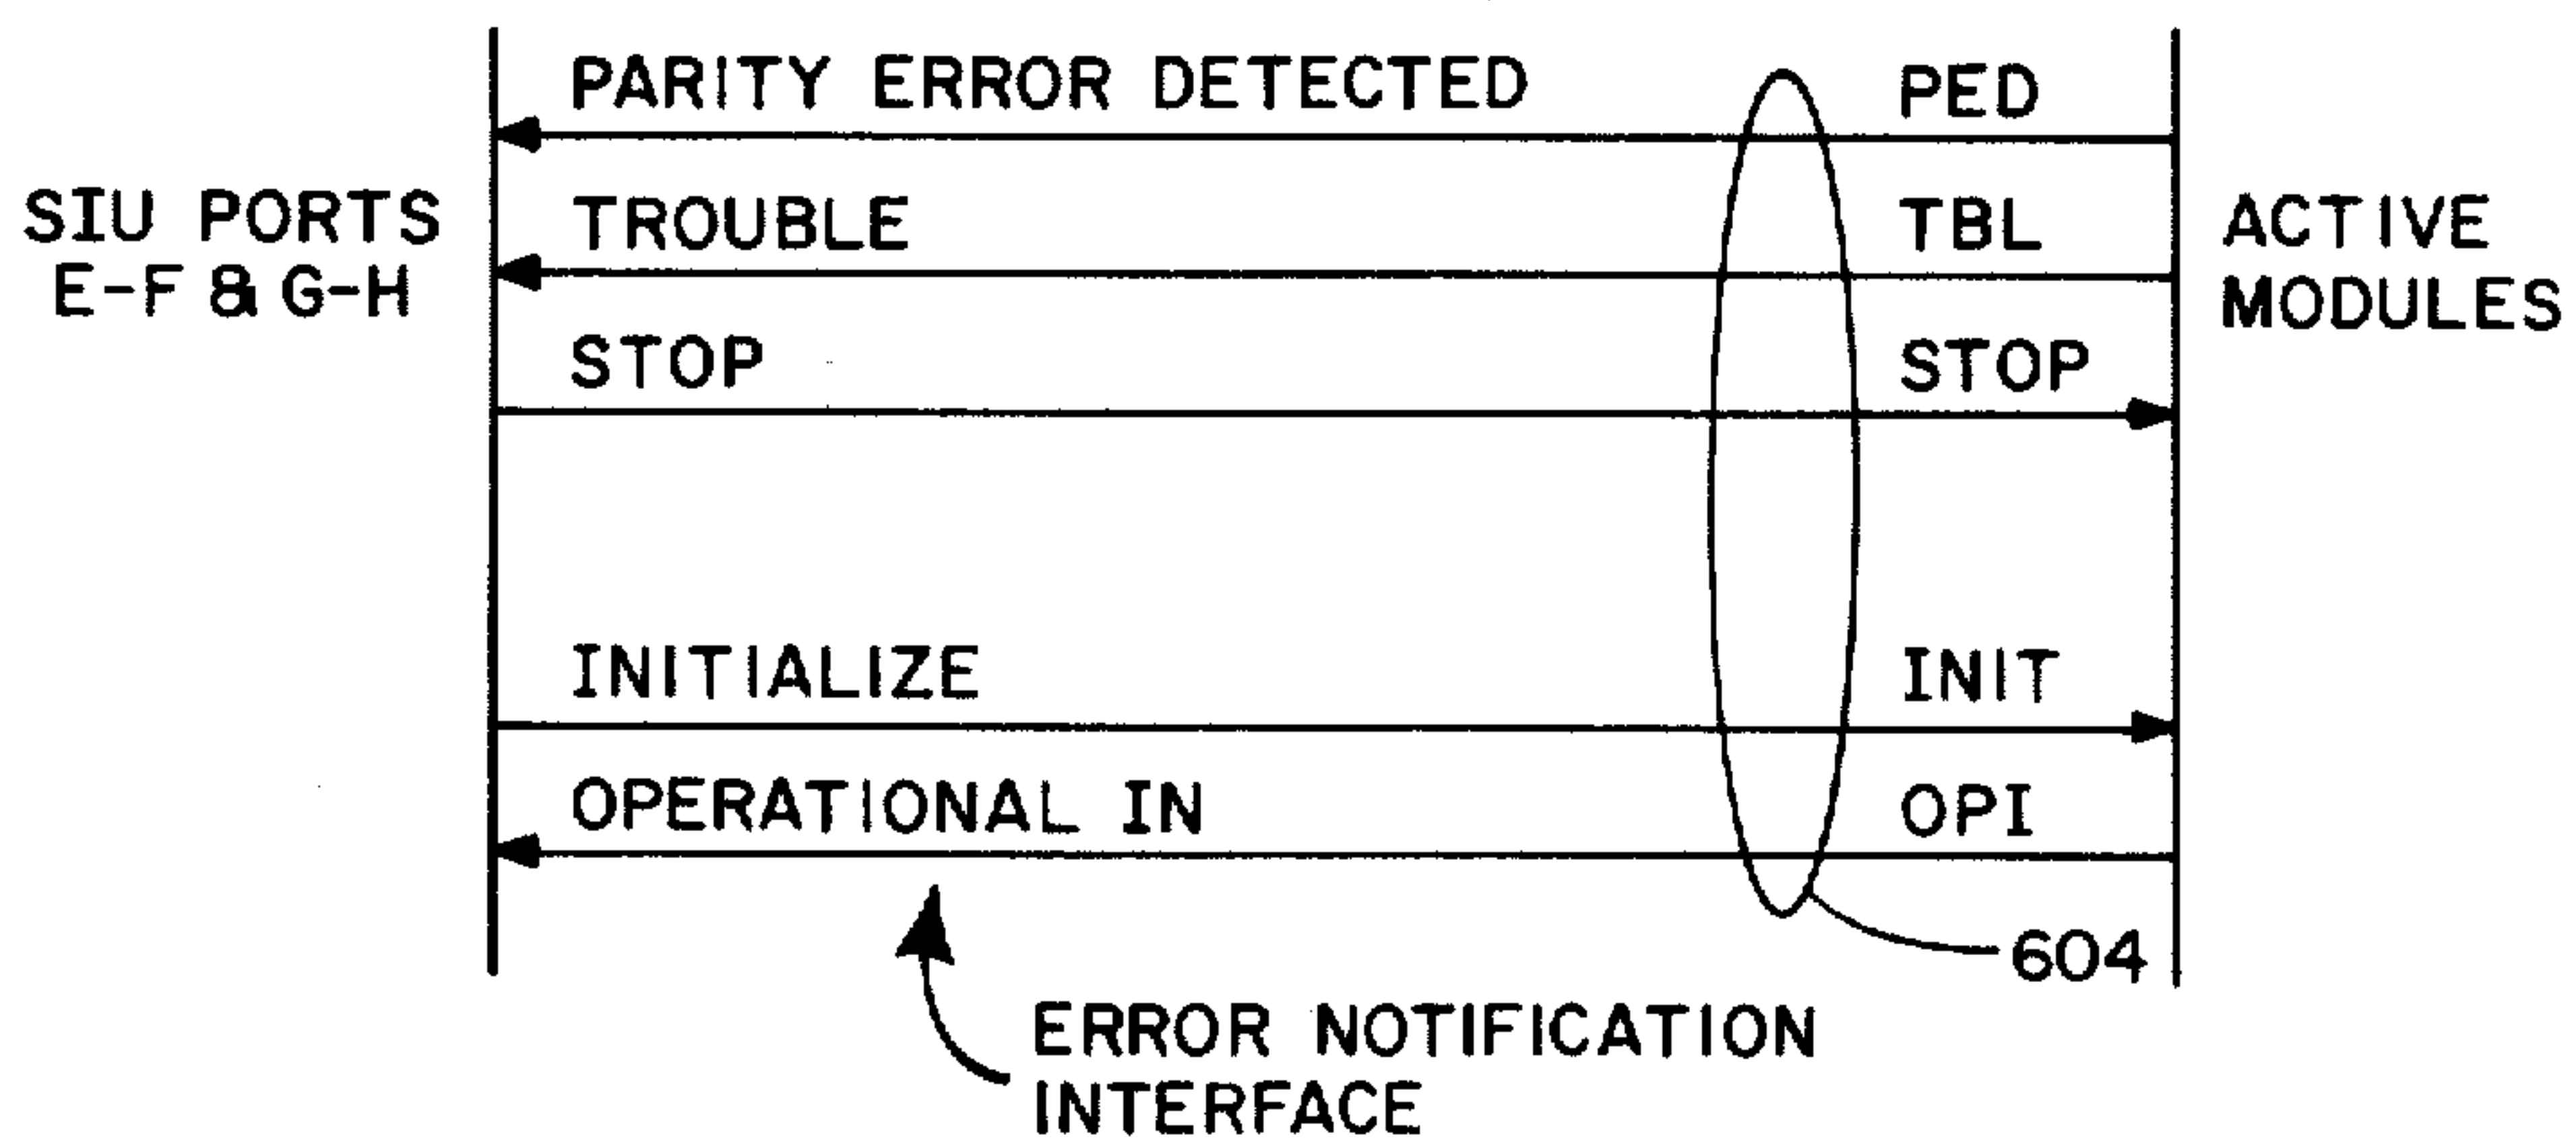 PARITY ERROR DETECTED PED
SIU PORTS
E-F & G-H
TROUBLE TBL
ACTIVE
MODULES
STOP STOP
INITIALIZE INIT
OPERATIONAL IN OPI
604
ERROR NOTIFICATION
INTERFACE